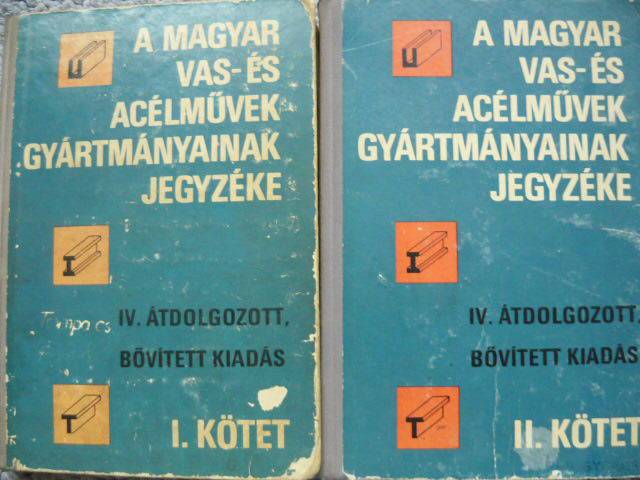 A MAGYAR
VAS- ÉS
ACÉLMŰVEK
GYÁRTMÁNYAINAK
JEGYZÉKE
U
I
IV. ÁTDOLGOZOTT,
BŐVÍTETT KIADÁS
T
I. KÖTET
A MAGYAR
VAS- ÉS
ACÉLMŰVEK
GYÁRTMÁNYAINAK
JEGYZÉKE
U
I
IV. ÁTDOLGOZOTT,
BŐVÍTETT KIADÁS
T
II. KÖTET